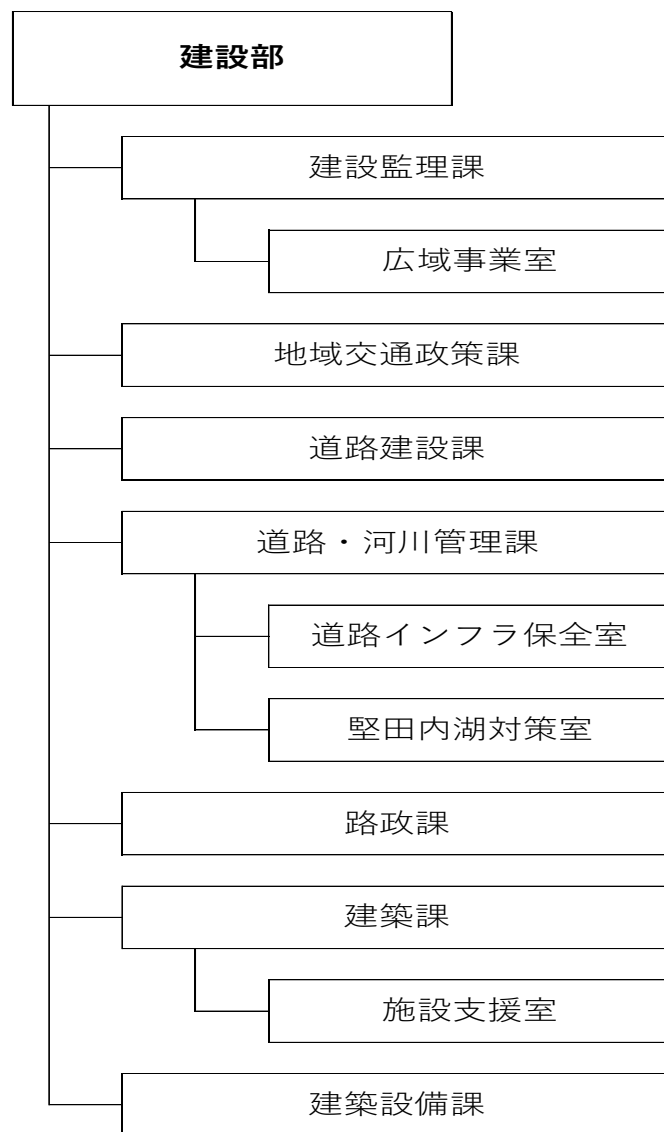 建設部
建設監理課
広域事業室
地域交通政策課
道路建設課
道路・河川管理課
道路インフラ保全室
堅田内湖対策室
路政課
建築課
施設支援室
建築設備課